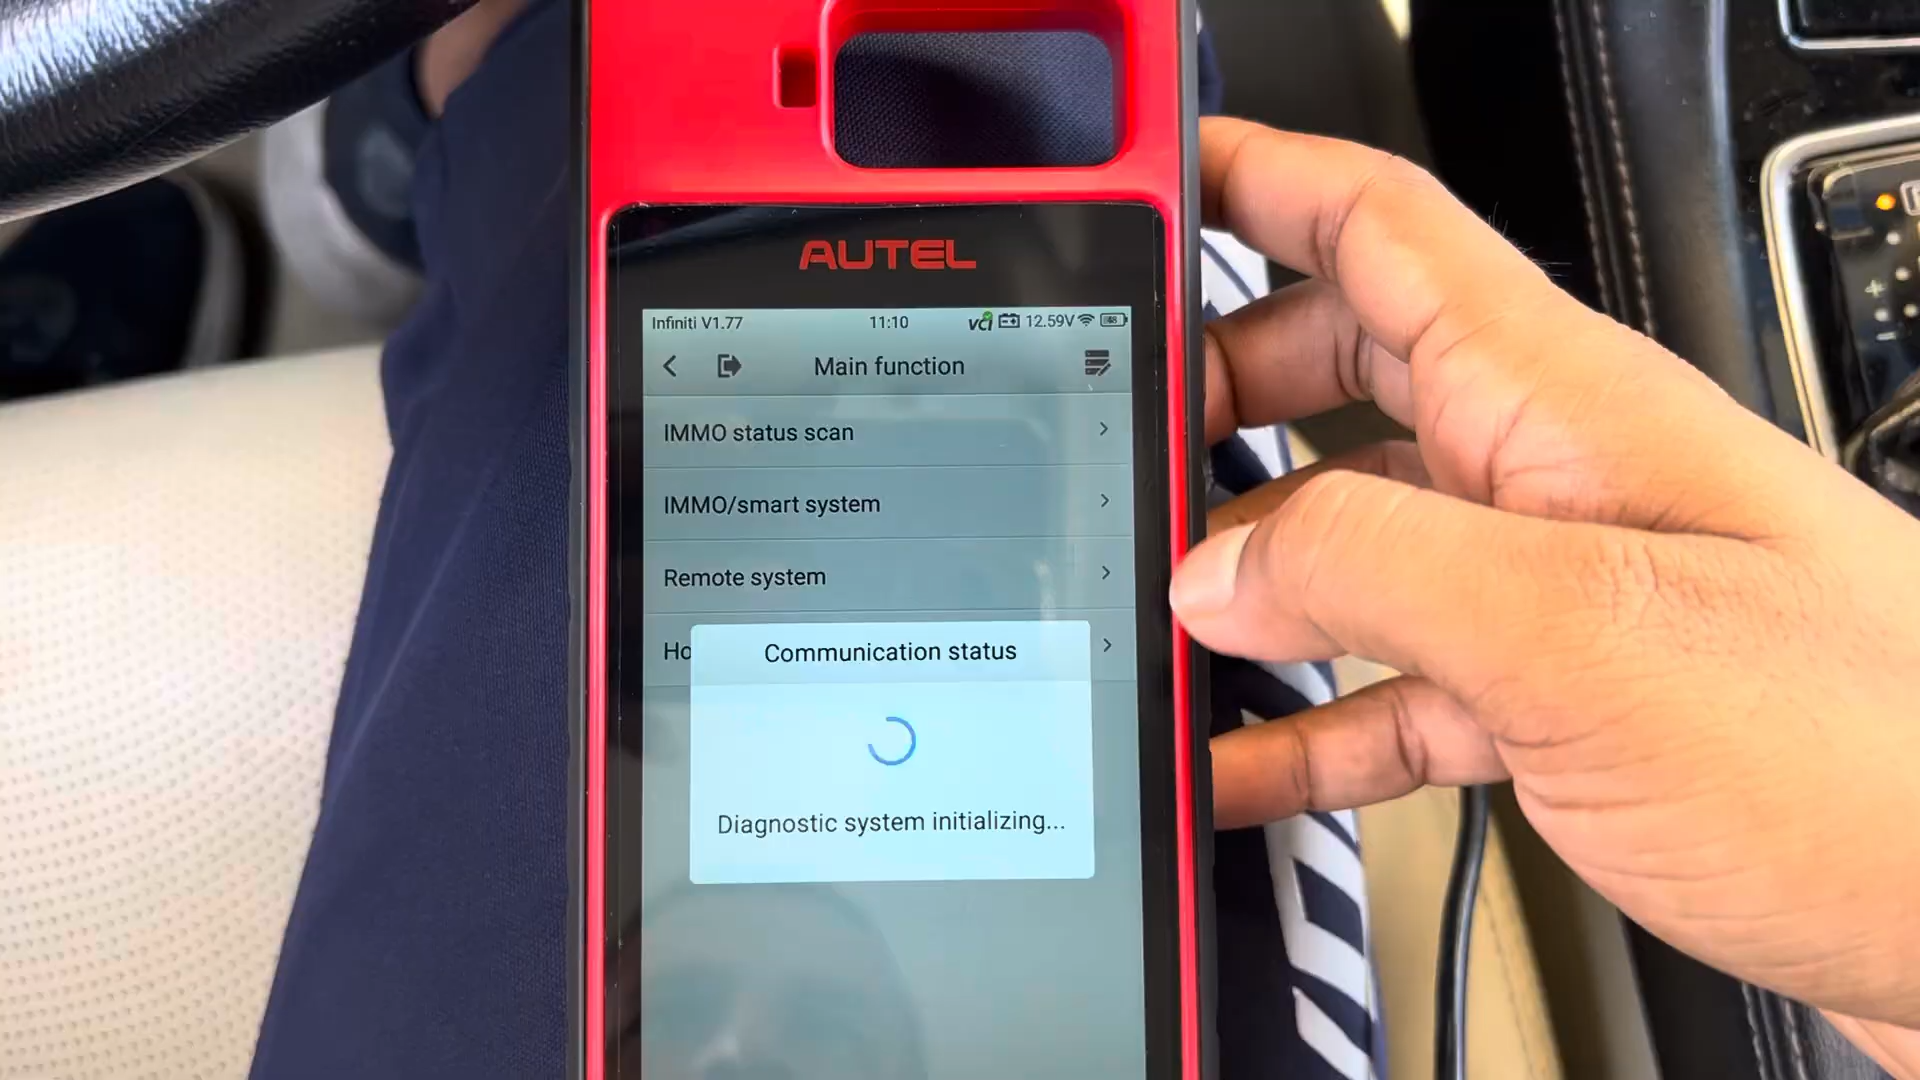 AUTEL
Infiniti V1.77 11:10 VCI 12.59V 68
Main function
IMMO status scan
IMMO/smart system
Remote system
Ho
Communication status
Diagnostic system initializing...